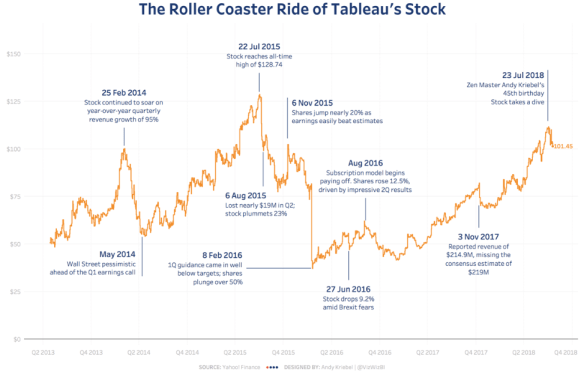 The Roller Coaster Ride of Tableau's Stock
22 Jul 2015
Stock reaches all-time
high of $128.74
25 Feb 2014
Stock continued to soar on
year-over-year quarterly
revenue growth of 95%
6 Nov 2015
Shares jump nearly 20% as
earnings easily beat estimates
23 Jul 2018
Zen Master Andy Kriebel's
45th birthday
Stock takes a dive
$150
$125
$100
$75
$50
$25
$0
$101.45
Aug 2016
Subscription model begins
paying off. Shares rose 12.5%,
driven by impressive 2Q results
6 Aug 2015
Lost nearly $19M in Q2;
stock plummets 23%
May 2014
Wall Street pessimistic
ahead of the Q1 earnings call
8 Feb 2016
1Q guidance came in well
below targets; shares
plunge over 50%
3 Nov 2017
Reported revenue of
$214.9M, missing the
consensus estimate of
$219M
27 Jun 2016
Stock drops 9.2%
amid Brexit fears
Q2 2013 Q4 2013 Q2 2014 Q4 2014 Q2 2015 Q4 2015 Q2 2016 Q4 2016 Q2 2017 Q4 2017 Q2 2018 Q4 2018
SOURCE: Yahoo! Finance DESIGNED BY: Andy Kriebel | @VizWizBI